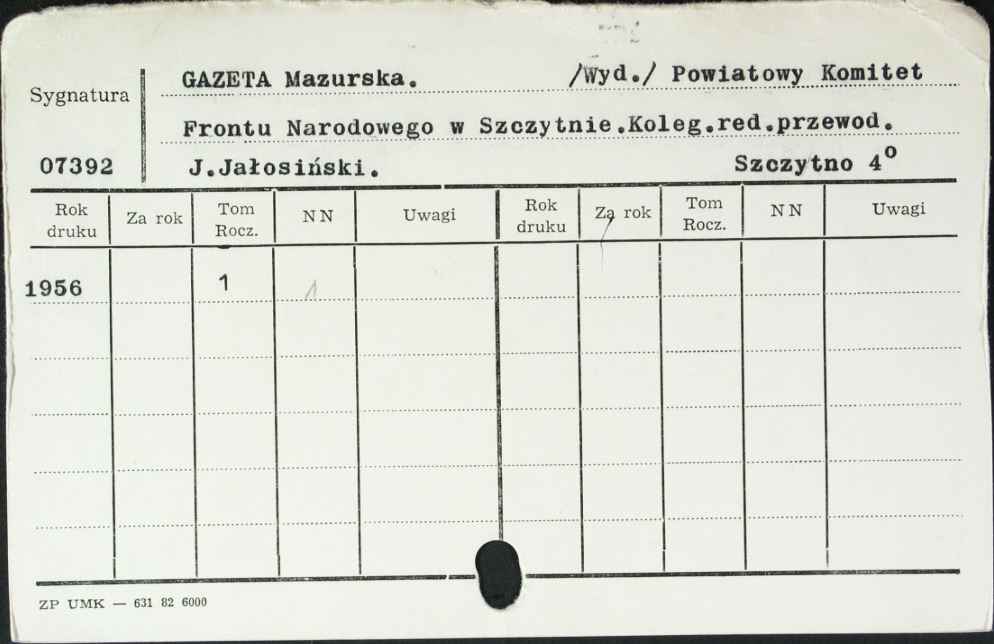 GAZETA Mazurska. /Wyd./ Powiatowy Komitet
Sygnatura
Frontu Narodowego w Szczytnie.Koleg.red.przewod.
07392 J.Jałosiński. Szczytno 4º
Rok druku Za rok Tom Rocz. NN Uwagi Rok druku Za rok Tom Rocz. NN Uwagi
1956 1 1
ZP UMK — 631 82 6000